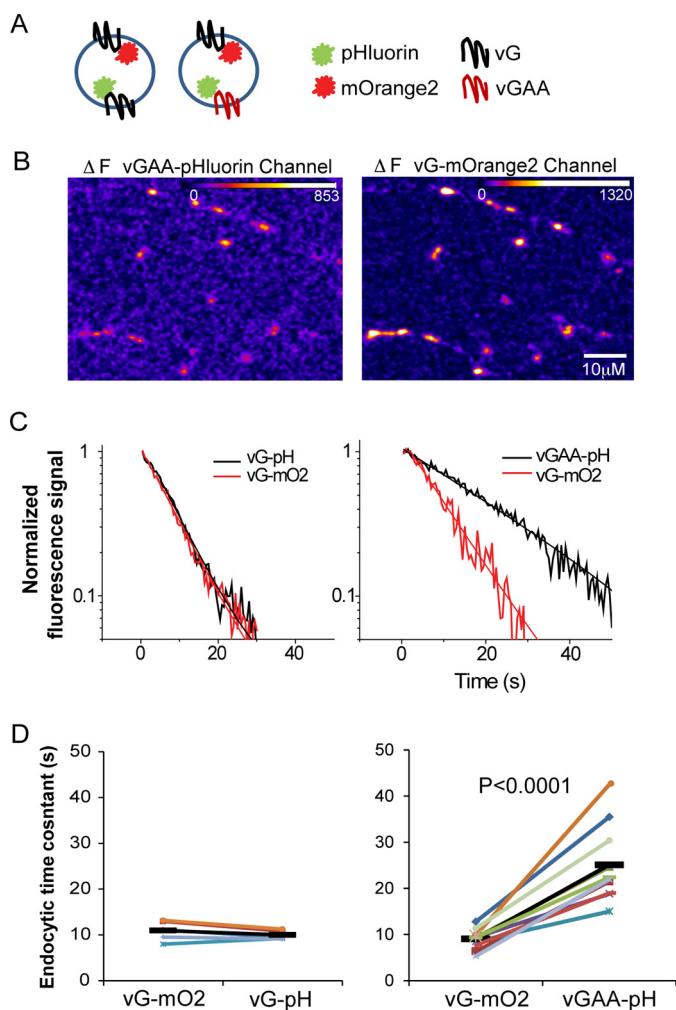 A
pHluorin
vG
mOrange2
vGAA
B
Δ F vGAA-pHluorin Channel
0
853
Δ F vG-mOrange2 Channel
0
1320
10μM
C
Normalized
fluorescence signal
1
0.1
0 20 40
vG-pH
vG-mO2
1
0.1
0 20 40
vGAA-pH
vG-mO2
Time (s)
D
Endocytic time cosntant (s)
50
40
30
20
10
0
vG-mO2 vG-pH
50
40
30
20
10
0
P<0.0001
vG-mO2 vGAA-pH